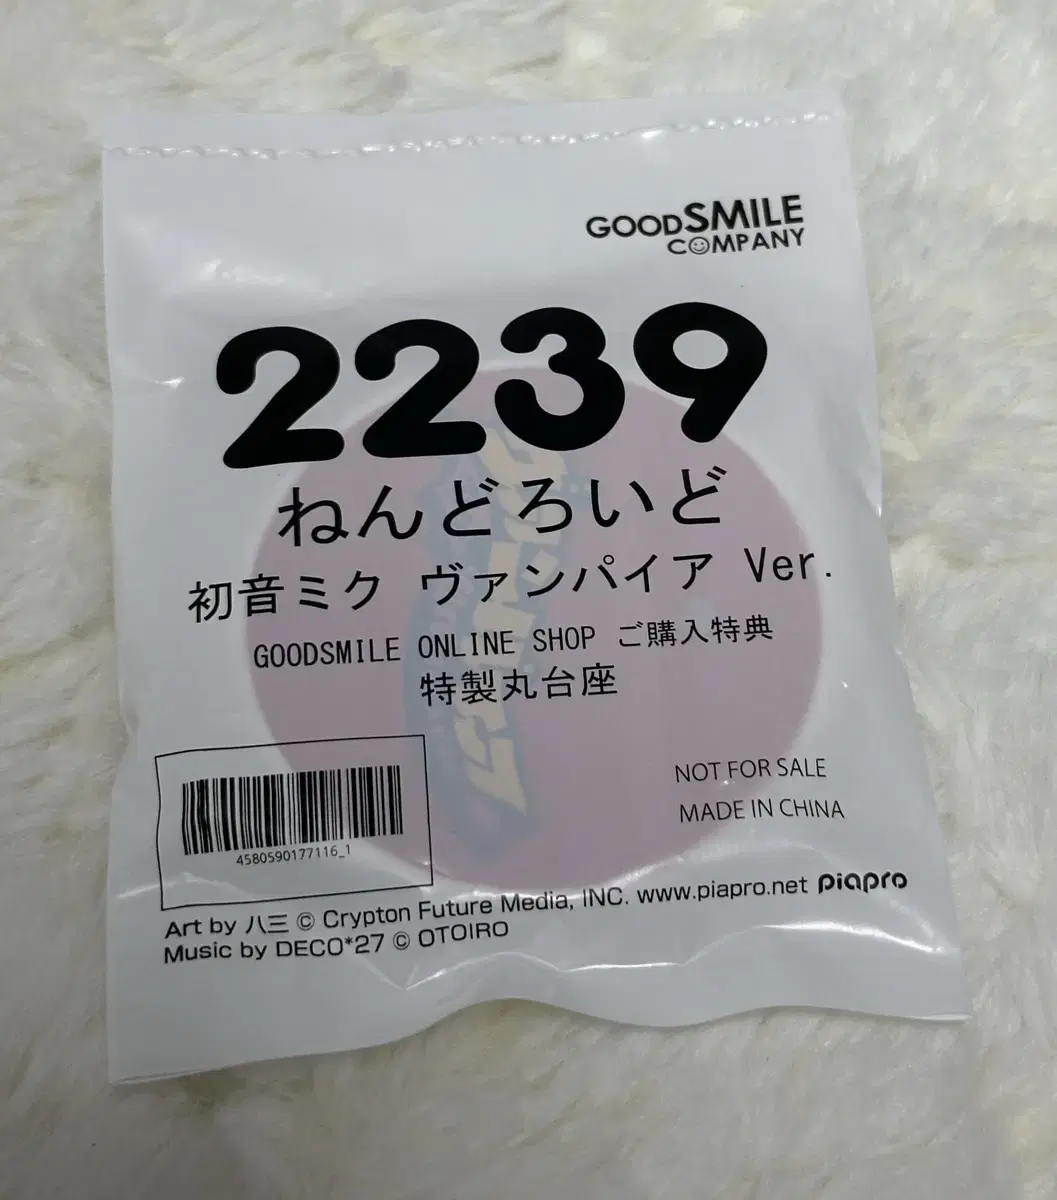 GOODSMILE
COMPANY
2239
ねんどろいど
初音ミク ヴァンパイア Ver.
GOODSMILE ONLINE SHOP ご購入特典
特製丸台座
NOT FOR SALE
MADE IN CHINA
4580590177116_1
Art by 八三 © Crypton Future Media, INC. www.piapro.net piapro
Music by DECO*27 © OTOIRO